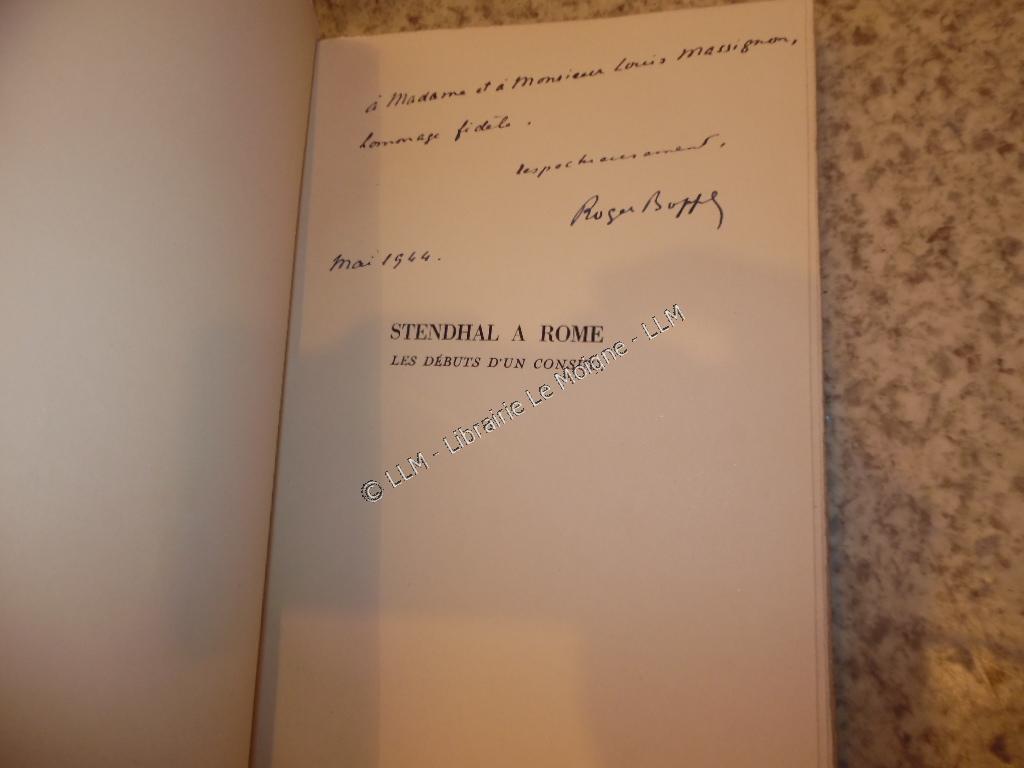 à Madame et à Monsieur Louis Massignon,
hommage fidèle.
respectueusement,
Roger Boppe
Mai 1944.
STENDHAL A ROME
LES DÉBUTS D'UN
© LLM - Librairie Le Moigne - LLM